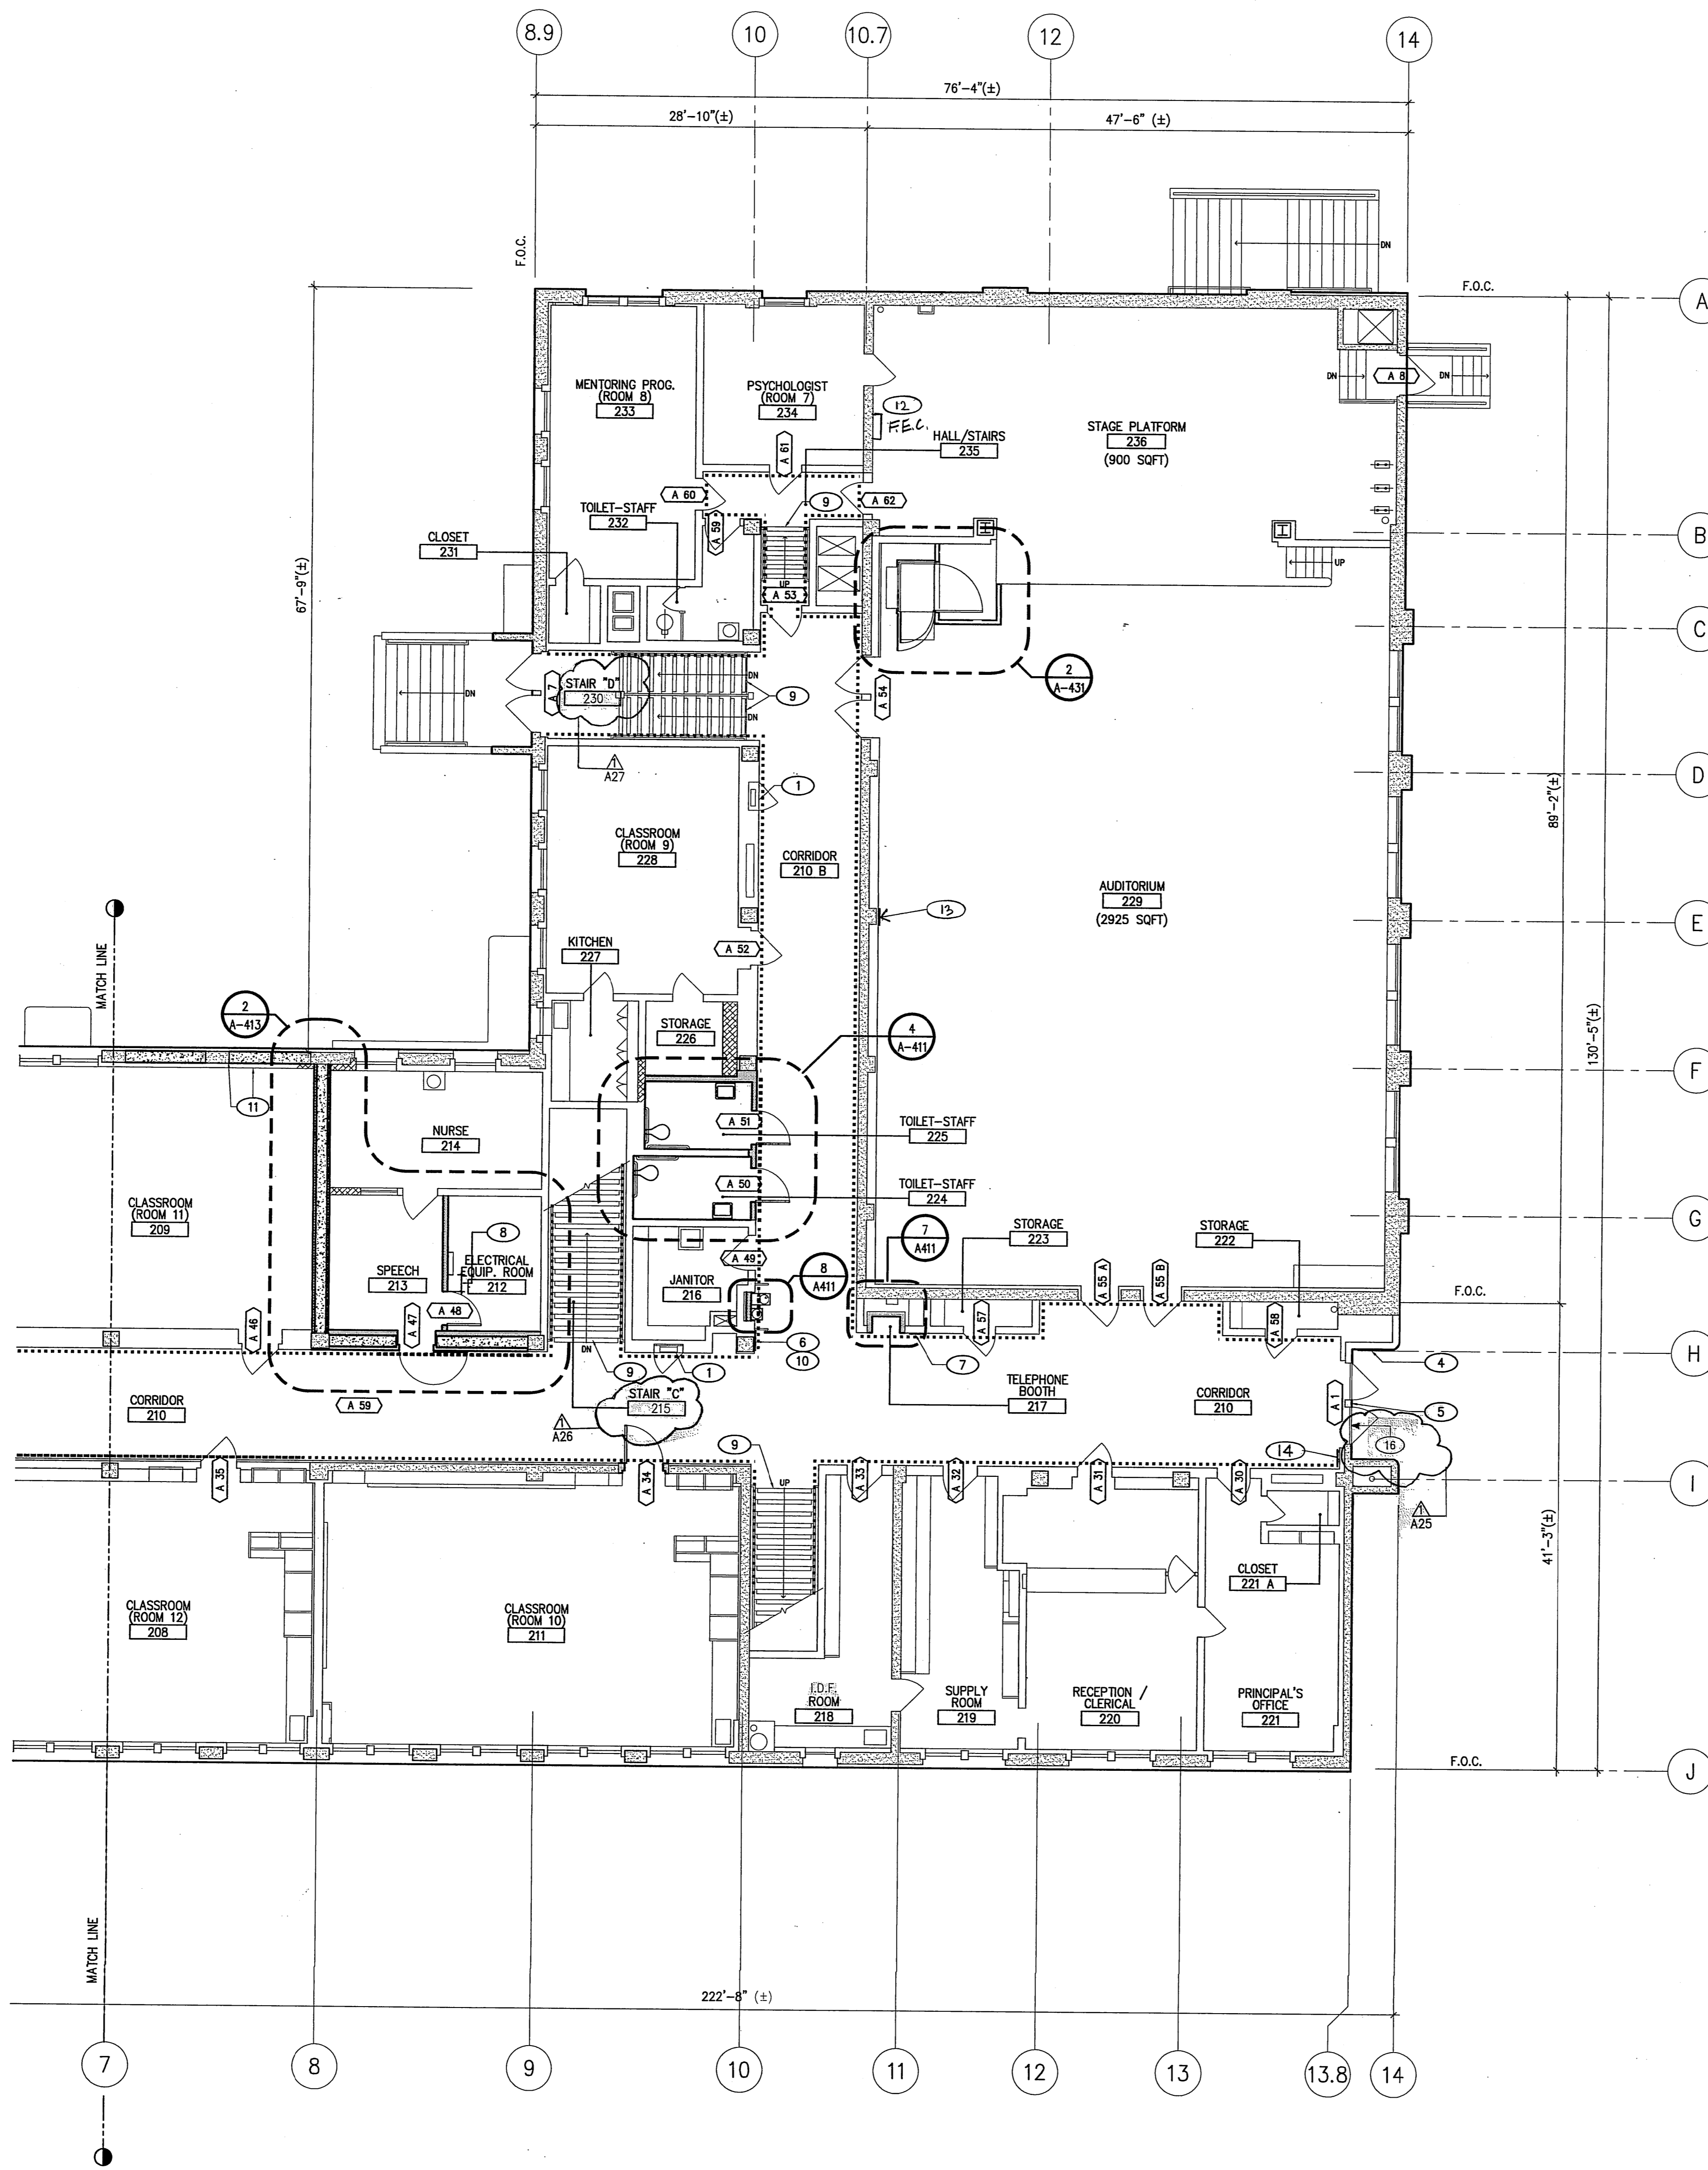 8.9
10
10.7
12
14
76'-4"(±)
28'-10"(±)
47'-6" (±)
F.O.C.
DN
F.O.C.
A
MENTORING PROG.
(ROOM 8)
233
PSYCHOLOGIST
(ROOM 7)
234
12
F.E.C.
HALL/STAIRS
235
STAGE PLATFORM
236
(900 SQFT)
DN
A 8
DN
A 61
A 60
A 62
9
TOILET-STAFF
232
A 59
CLOSET
231
B
UP
UP
A 53
67'-9"(±)
C
2
A-431
A 7
STAIR "D"
230
DN
DN
DN
9
A 54
1
A27
D
1
89'-2"(±)
CLASSROOM
(ROOM 9)
228
CORRIDOR
210 B
AUDITORIUM
229
(2925 SQFT)
13
E
MATCH LINE
KITCHEN
227
A 52
2
A-413
STORAGE
226
4
A-411
130'-5"(±)
F
11
A 51
TOILET-STAFF
225
NURSE
214
A 50
TOILET-STAFF
224
CLASSROOM
(ROOM 11)
209
G
7
A411
STORAGE
223
STORAGE
222
8
ELECTRICAL
EQUIP. ROOM
212
SPEECH
213
A 49
JANITOR
216
8
A411
A 55 A
A 55 B
F.O.C.
A 48
A 46
A 47
A 57
A 58
6
10
DN
9
1
7
4
H
STAIR "C"
215
TELEPHONE
BOOTH
217
CORRIDOR
210
A 1
5
CORRIDOR
210
A 59
1
A26
9
14
16
A 35
A 34
UP
A 33
A 32
A 31
A 30
I
1
A25
41'-3"(±)
CLOSET
221 A
CLASSROOM
(ROOM 12)
208
CLASSROOM
(ROOM 10)
211
I.D.F.
ROOM
218
SUPPLY
ROOM
219
RECEPTION /
CLERICAL
220
PRINCIPAL'S
OFFICE
221
F.O.C.
J
MATCH LINE
222'-8" (±)
7
8
9
10
11
12
13
13.8
14